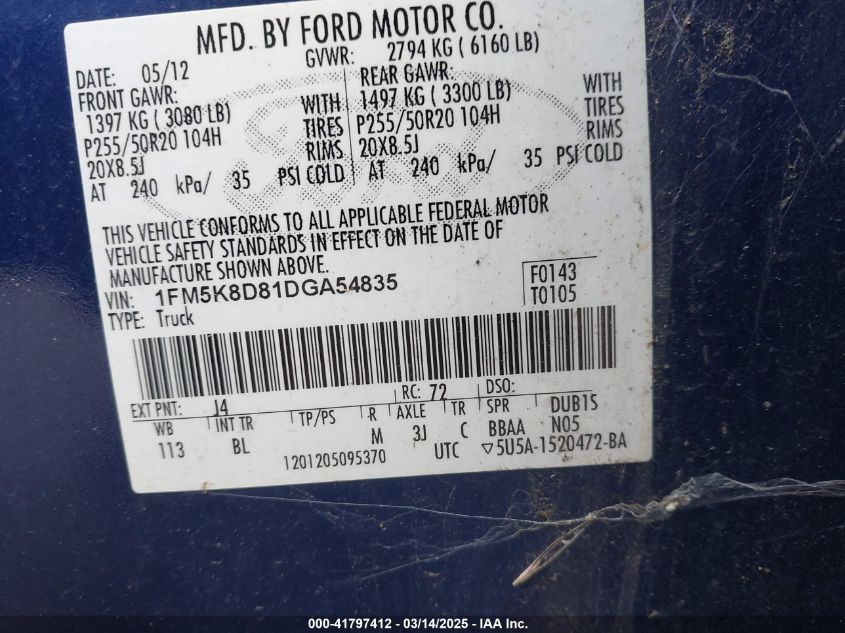 MFD. BY FORD MOTOR CO.
DATE: 05/12 GVWR: 2794 KG ( 6160 LB)
FRONT GAWR: REAR GAWR:
1397 KG ( 3080 LB) WITH 1497 KG ( 3300 LB) WITH
P255/50R20 104H TIRES P255/50R20 104H TIRES
20X8.5J RIMS 20X8.5J RIMS
AT 240 kPa/ 35 PSI COLD AT 240 kPa/ 35 PSI COLD
THIS VEHICLE CONFORMS TO ALL APPLICABLE FEDERAL MOTOR
VEHICLE SAFETY STANDARDS IN EFFECT ON THE DATE OF
MANUFACTURE SHOWN ABOVE.
VIN: 1FM5K8D81DGA54835 F0143
TYPE: Truck T0105
EXT PNT: J4 RC: 72 DSO:
WB INT TR TP/PS R AXLE TR SPR DUB1S
113 BL M 3J C BBAA N05
1201205095370 UTC ▽5U5A-1520472-BA
000-41797412 - 03/14/2025 - IAA Inc.